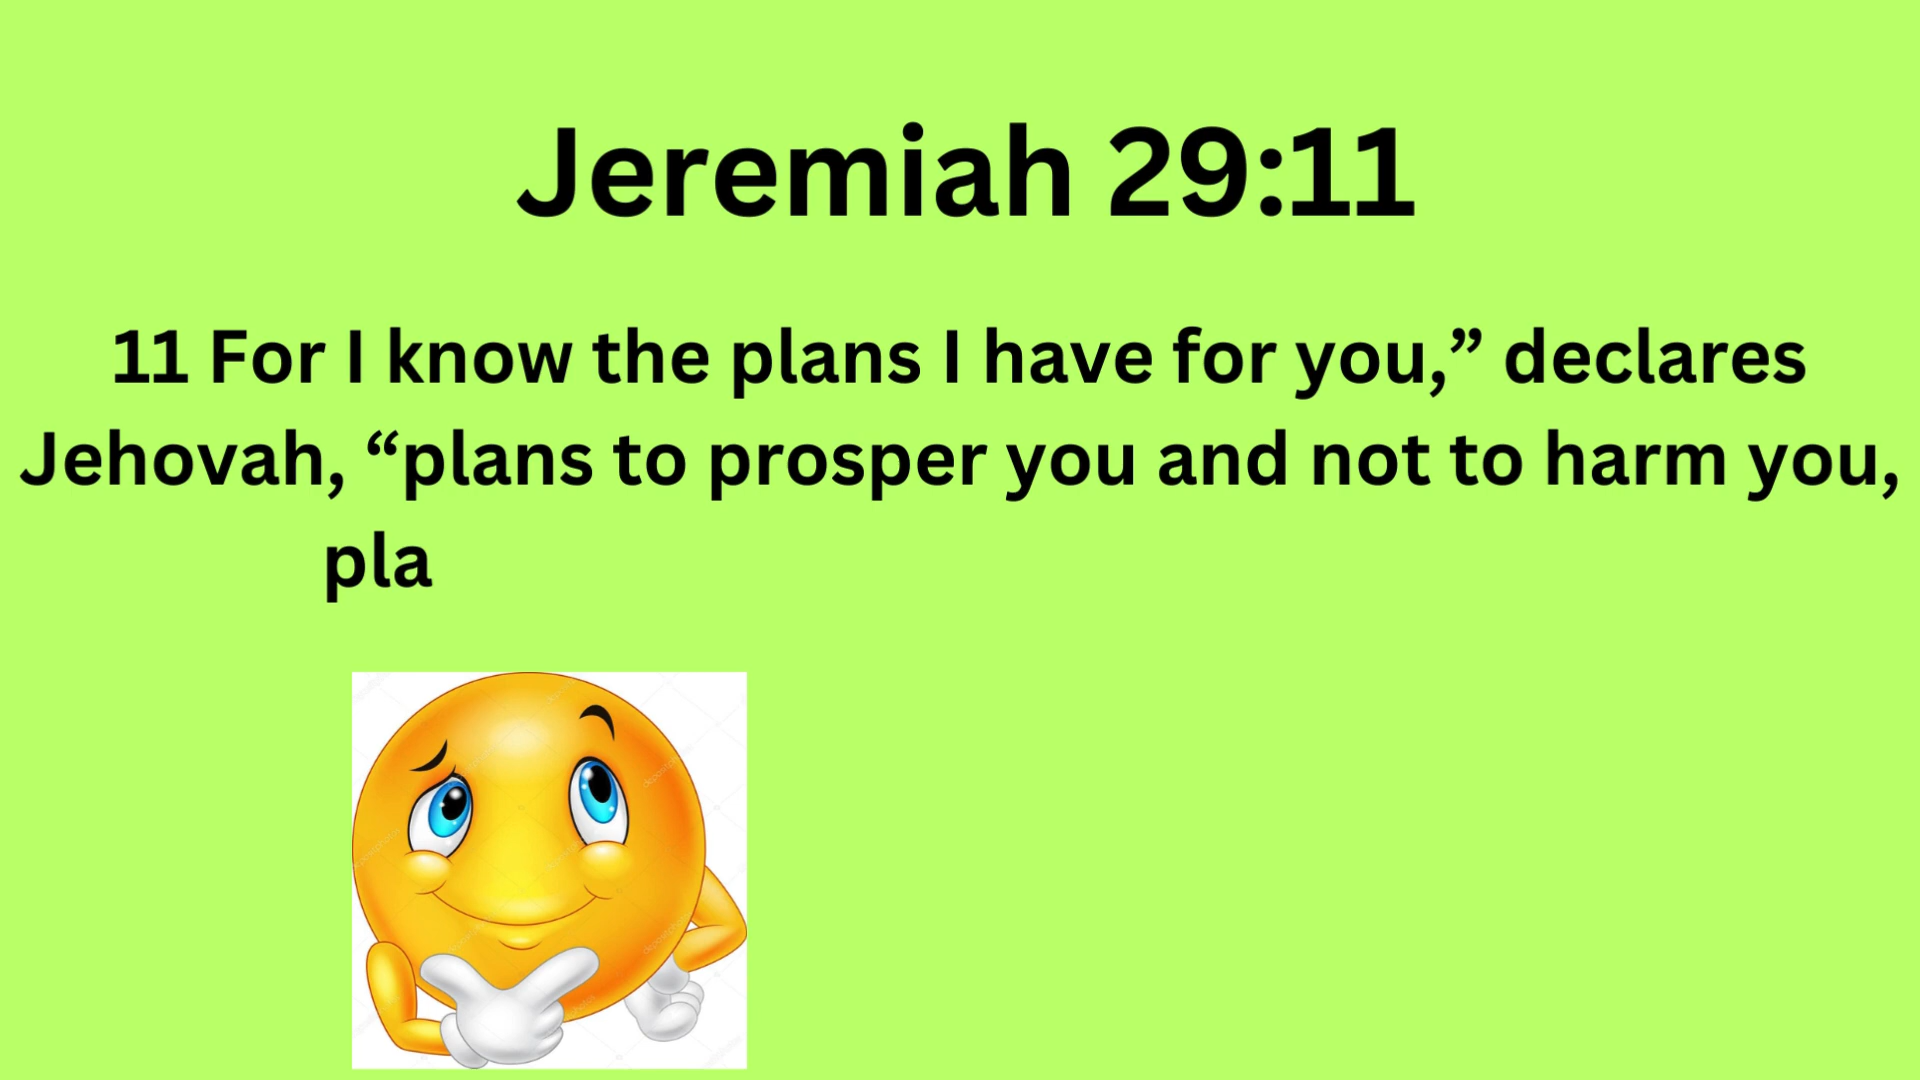 Jeremiah 29:11
11 For I know the plans I have for you,” declares
Jehovah, “plans to prosper you and not to harm you,
pla